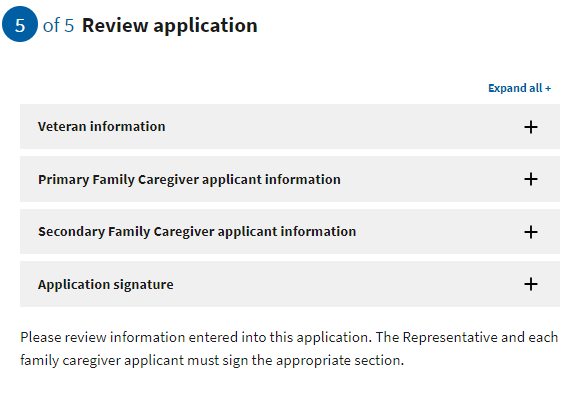 5 of 5 Review application
Expand all +
Veteran information +
Primary Family Caregiver applicant information +
Secondary Family Caregiver applicant information +
Application signature +
Please review information entered into this application. The Representative and each
family caregiver applicant must sign the appropriate section.